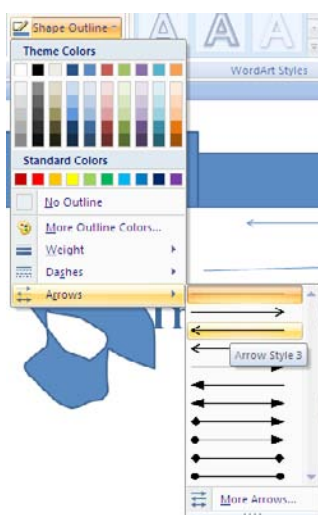 Shape Outline
A A A
WordArt Styles
Theme Colors
Standard Colors
No Outline
More Outline Colors...
Weight
Dashes
Arrows
Arrow Style 3
More Arrows...